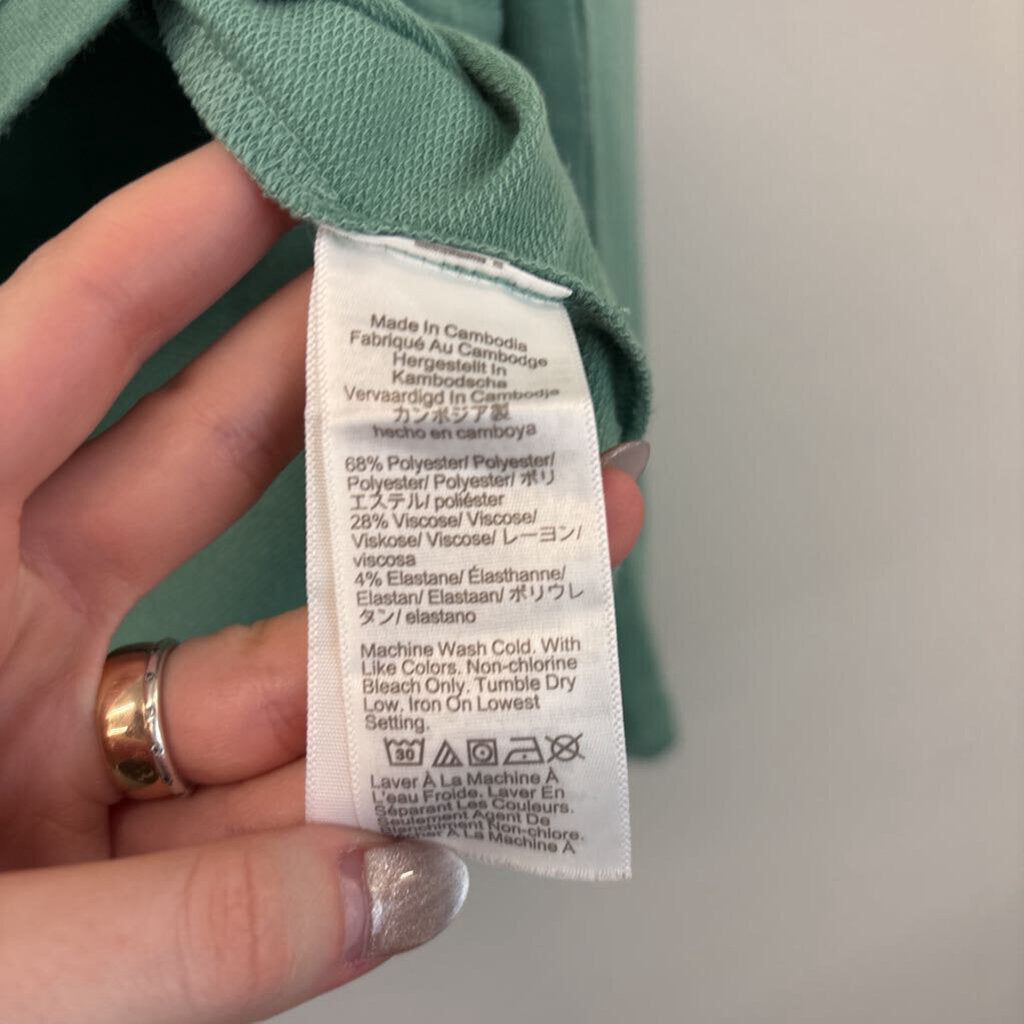 Made In Cambodia
Fabriqué Au Cambodge
Hergestellt In
Kambodscha
Vervaardigd In Cambodja
カンボジア製
hecho en camboya
68% Polyester/ Polyester/
Polyester/ Polyester/ ポリ
エステル/ poliéster
28% Viscose/ Viscose/
Viskose/ Viscose/ レーヨン/
viscosa
4% Elastane/ Élasthanne/
Elastan/ Elastaan/ ポリウレ
タン/ elastano
Machine Wash Cold. With
Like Colors. Non-chlorine
Bleach Only. Tumble Dry
Low. Iron On Lowest
Setting.
30
Laver À La Machine À
L'eau Froide. Laver En
Séparant Les Couleurs.
Seulement Agent De
Non-chlore.
À La Machine À